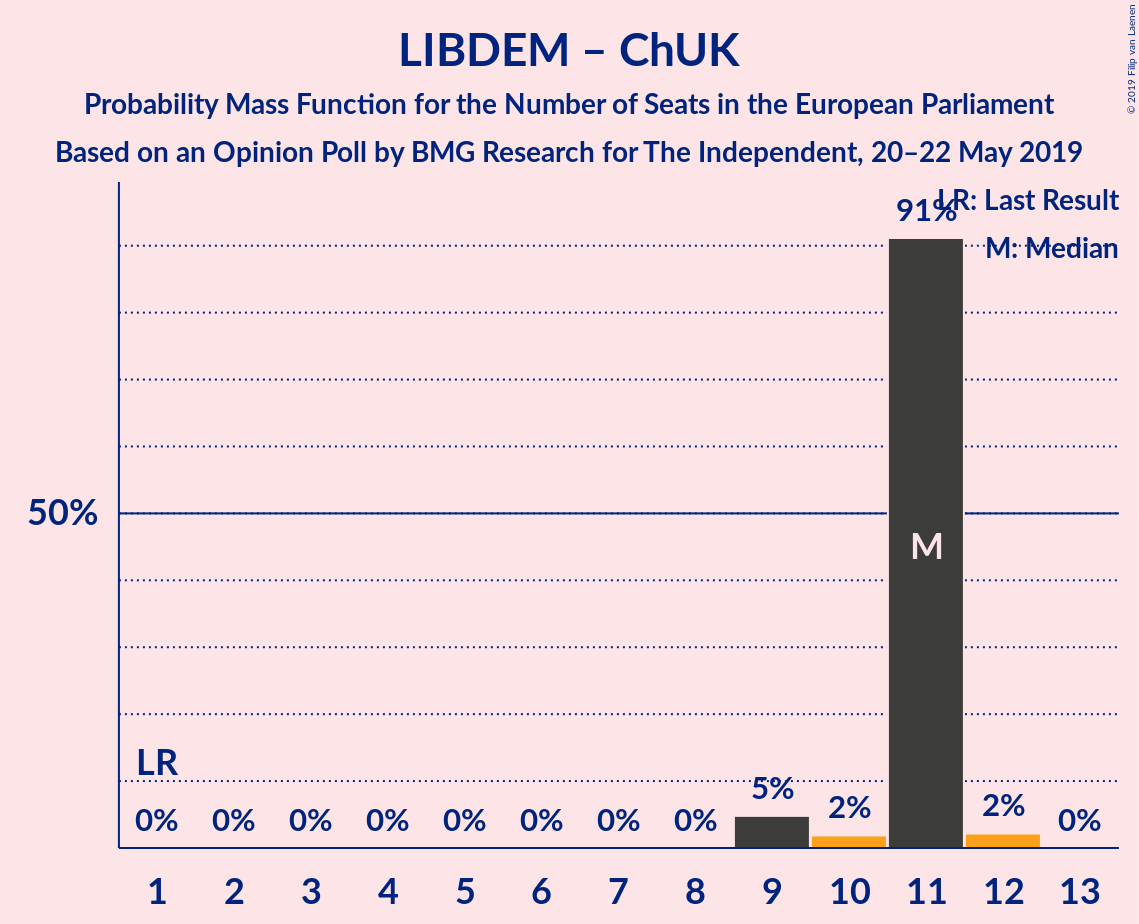 LIBDEM – ChUK
Probability Mass Function for the Number of Seats in the European Parliament
Based on an Opinion Poll by BMG Research for The Independent, 20–22 May 2019
© 2019 Filip van Laenen
LR: Last Result
M: Median
91%
50%
M
LR
0% 0% 0% 0% 0% 0% 0% 0% 5% 2% 2% 0%
1 2 3 4 5 6 7 8 9 10 11 12 13